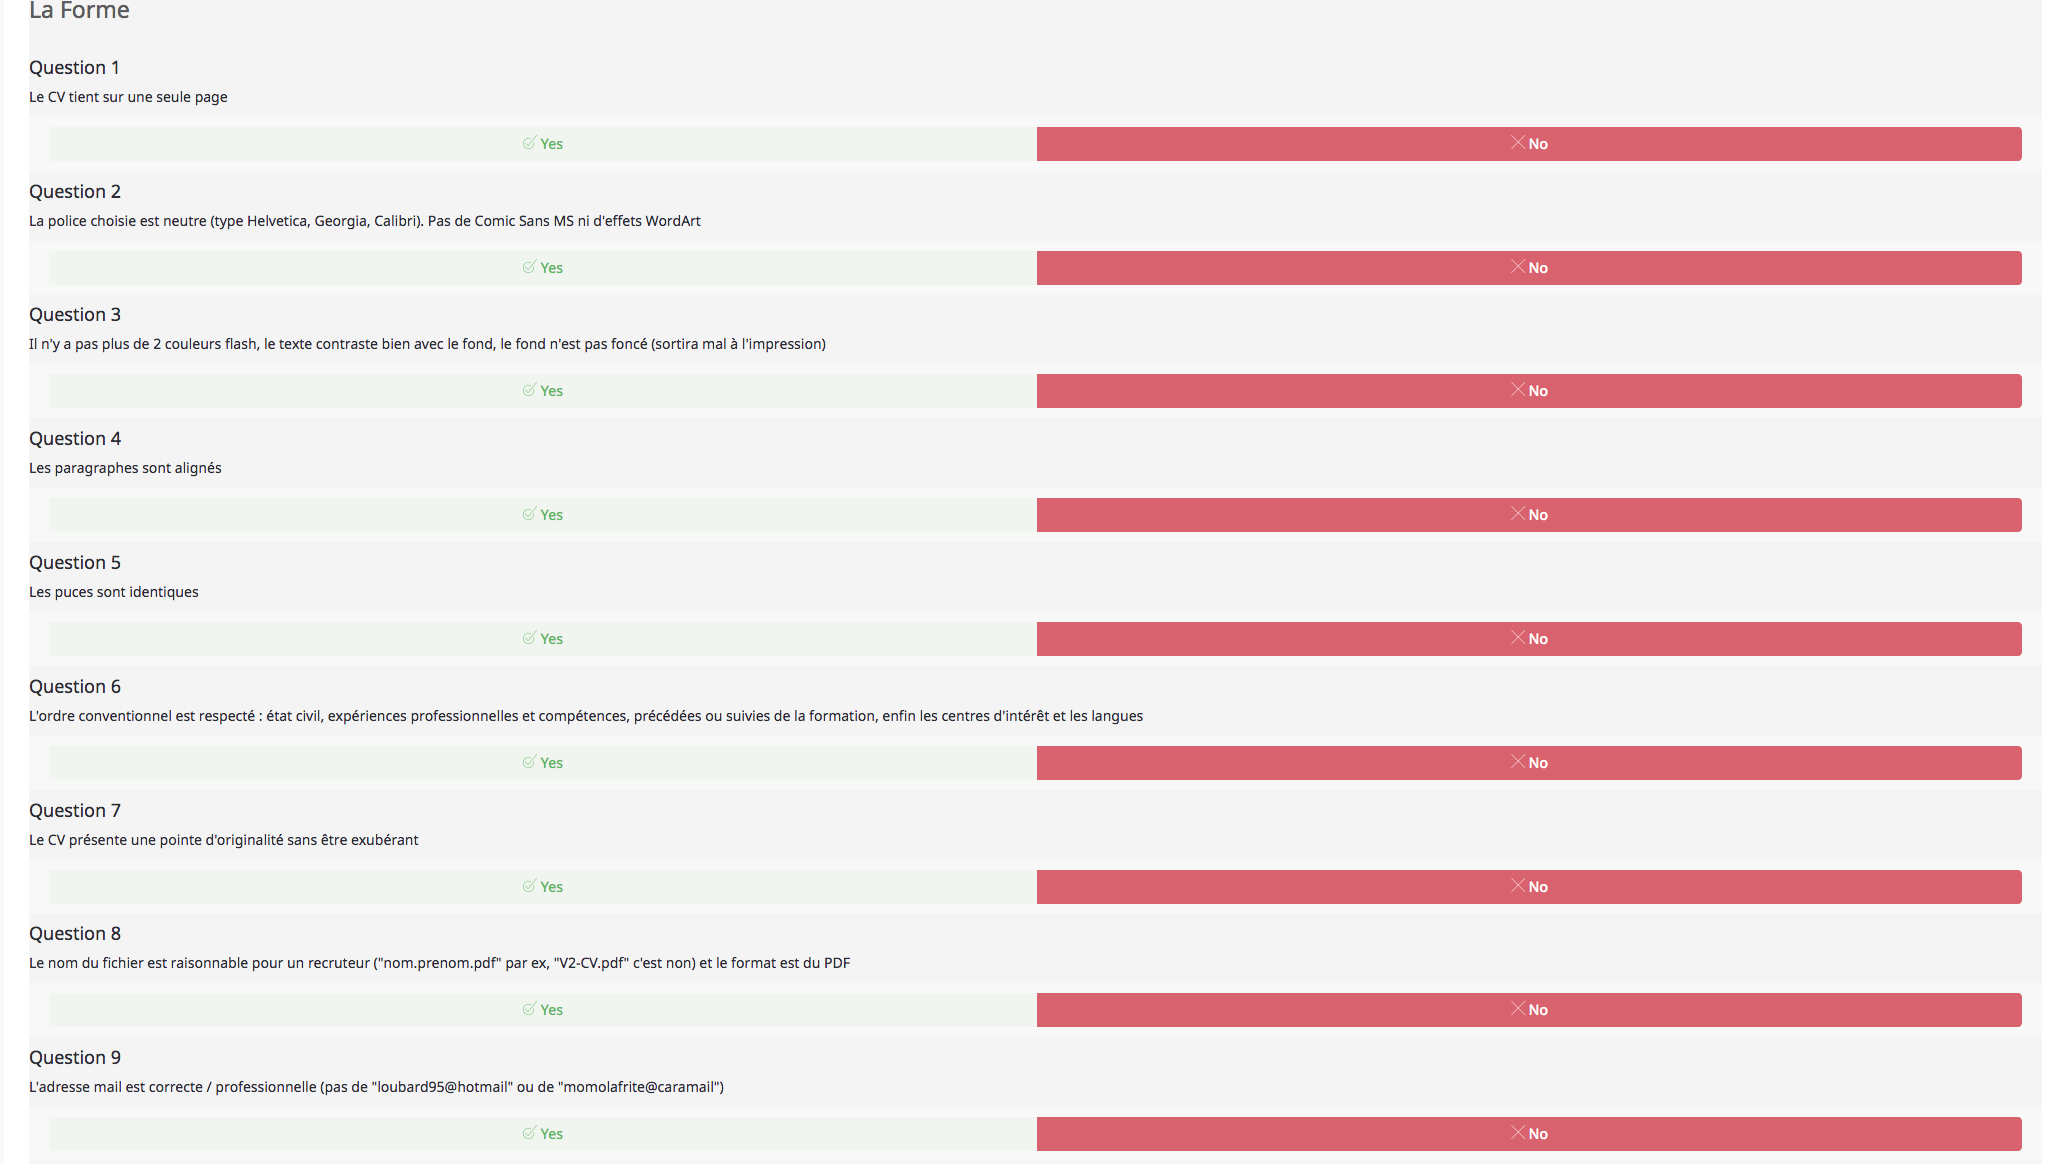 La Forme
Question 1
Le CV tient sur une seule page
Yes No
Question 2
La police choisie est neutre (type Helvetica, Georgia, Calibri). Pas de Comic Sans MS ni d'effets WordArt
Yes No
Question 3
Il n'y a pas plus de 2 couleurs flash, le texte contraste bien avec le fond, le fond n'est pas foncé (sortira mal à l'impression)
Yes No
Question 4
Les paragraphes sont alignés
Yes No
Question 5
Les puces sont identiques
Yes No
Question 6
L'ordre conventionnel est respecté : état civil, expériences professionnelles et compétences, précédées ou suivies de la formation, enfin les centres d'intérêt et les langues
Yes No
Question 7
Le CV présente une pointe d'originalité sans être exubérant
Yes No
Question 8
Le nom du fichier est raisonnable pour un recruteur ("nom.prenom.pdf" par ex, "V2-CV.pdf" c'est non) et le format est du PDF
Yes No
Question 9
L'adresse mail est correcte / professionnelle (pas de "loubard95@hotmail" ou de "momolafrite@caramail")
Yes No